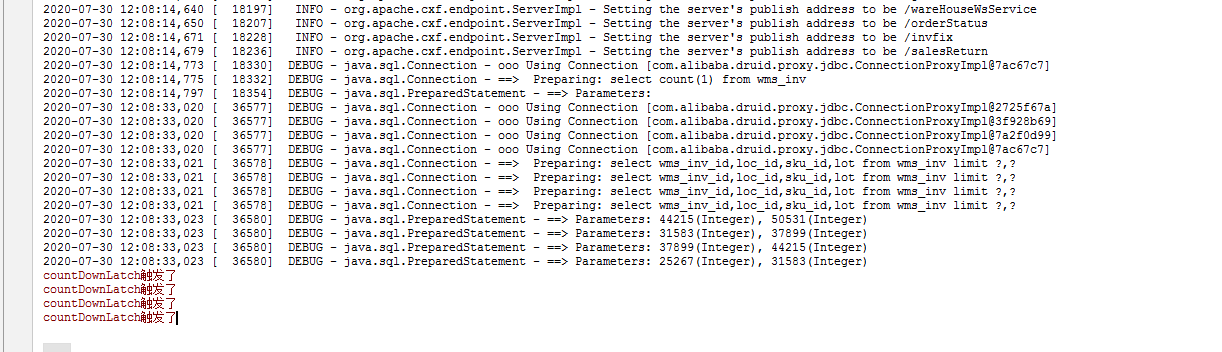 2020-07-30 12:08:14,640 [  18197]   INFO - org.apache.cxf.endpoint.ServerImpl - Setting the server's publish address to be /wareHouseWsService
2020-07-30 12:08:14,650 [  18207]   INFO - org.apache.cxf.endpoint.ServerImpl - Setting the server's publish address to be /orderStatus
2020-07-30 12:08:14,671 [  18228]   INFO - org.apache.cxf.endpoint.ServerImpl - Setting the server's publish address to be /invfix
2020-07-30 12:08:14,679 [  18236]   INFO - org.apache.cxf.endpoint.ServerImpl - Setting the server's publish address to be /salesReturn
2020-07-30 12:08:14,773 [  18330]  DEBUG - java.sql.Connection - ooo Using Connection [com.alibaba.druid.proxy.jdbc.ConnectionProxyImpl@7ac67c7]
2020-07-30 12:08:14,775 [  18332]  DEBUG - java.sql.Connection - ==>  Preparing: select count(1) from wms_inv
2020-07-30 12:08:14,797 [  18354]  DEBUG - java.sql.PreparedStatement - ==> Parameters:
2020-07-30 12:08:33,020 [  36577]  DEBUG - java.sql.Connection - ooo Using Connection [com.alibaba.druid.proxy.jdbc.ConnectionProxyImpl@2725f67a]
2020-07-30 12:08:33,020 [  36577]  DEBUG - java.sql.Connection - ooo Using Connection [com.alibaba.druid.proxy.jdbc.ConnectionProxyImpl@3f928b69]
2020-07-30 12:08:33,020 [  36577]  DEBUG - java.sql.Connection - ooo Using Connection [com.alibaba.druid.proxy.jdbc.ConnectionProxyImpl@7a2f0d99]
2020-07-30 12:08:33,020 [  36577]  DEBUG - java.sql.Connection - ooo Using Connection [com.alibaba.druid.proxy.jdbc.ConnectionProxyImpl@7ac67c7]
2020-07-30 12:08:33,021 [  36578]  DEBUG - java.sql.Connection - ==>  Preparing: select wms_inv_id,loc_id,sku_id,lot from wms_inv limit ?,?
2020-07-30 12:08:33,021 [  36578]  DEBUG - java.sql.Connection - ==>  Preparing: select wms_inv_id,loc_id,sku_id,lot from wms_inv limit ?,?
2020-07-30 12:08:33,021 [  36578]  DEBUG - java.sql.Connection - ==>  Preparing: select wms_inv_id,loc_id,sku_id,lot from wms_inv limit ?,?
2020-07-30 12:08:33,021 [  36578]  DEBUG - java.sql.Connection - ==>  Preparing: select wms_inv_id,loc_id,sku_id,lot from wms_inv limit ?,?
2020-07-30 12:08:33,023 [  36580]  DEBUG - java.sql.PreparedStatement - ==> Parameters: 44215(Integer), 50531(Integer)
2020-07-30 12:08:33,023 [  36580]  DEBUG - java.sql.PreparedStatement - ==> Parameters: 31583(Integer), 37899(Integer)
2020-07-30 12:08:33,023 [  36580]  DEBUG - java.sql.PreparedStatement - ==> Parameters: 37899(Integer), 44215(Integer)
2020-07-30 12:08:33,023 [  36580]  DEBUG - java.sql.PreparedStatement - ==> Parameters: 25267(Integer), 31583(Integer)
countDownLatch触发了
countDownLatch触发了
countDownLatch触发了
countDownLatch触发了